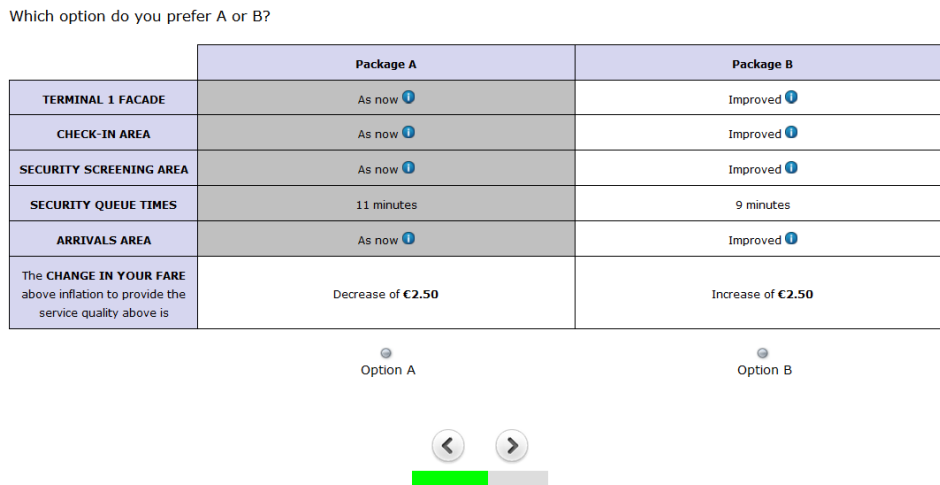 Which option do you prefer A or B?
Package A Package B
TERMINAL 1 FACADE As now i Improved i
CHECK-IN AREA As now i Improved i
SECURITY SCREENING AREA As now i Improved i
SECURITY QUEUE TIMES 11 minutes 9 minutes
ARRIVALS AREA As now i Improved i
The CHANGE IN YOUR FARE
above inflation to provide the
service quality above is
Decrease of €2.50 Increase of €2.50
Option A Option B